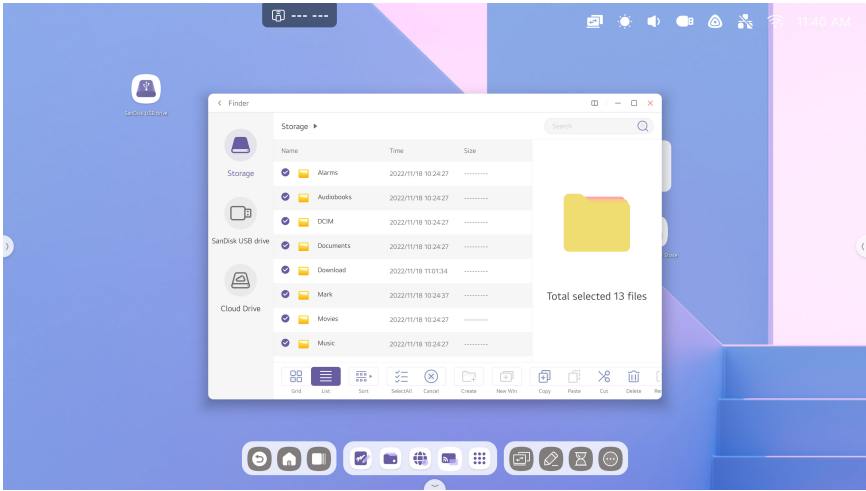 --- ---
11:40 AM
SanDisk USB drive
Finder
Storage
Search
Name Time Size
Storage
SanDisk USB drive
Cloud Drive
Alarms 2022/11/18 10:24:27 ---------
Audiobooks 2022/11/18 10:24:27 ---------
DCIM 2022/11/18 10:24:27 ---------
Documents 2022/11/18 10:24:27 ---------
Download 2022/11/18 11:01:34 ---------
Mark 2022/11/18 10:24:37 ---------
Movies 2022/11/18 10:24:27 ---------
Music 2022/11/18 10:24:27 ---------
Total selected 13 files
Share
Grid List Sort SelectAll Cancel Create New Win Copy Paste Cut Delete Re